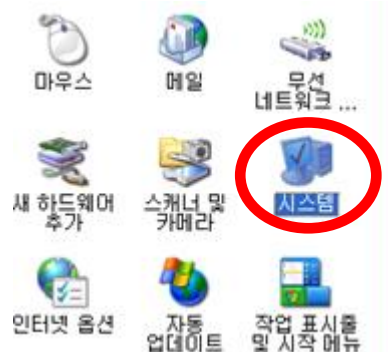 마우스
메일
무선
네트워크 ...
새 하드웨어
추가
스캐너 및
카메라
시스템
인터넷 옵션
자동
업데이트
작업 표시줄
및 시작 메뉴